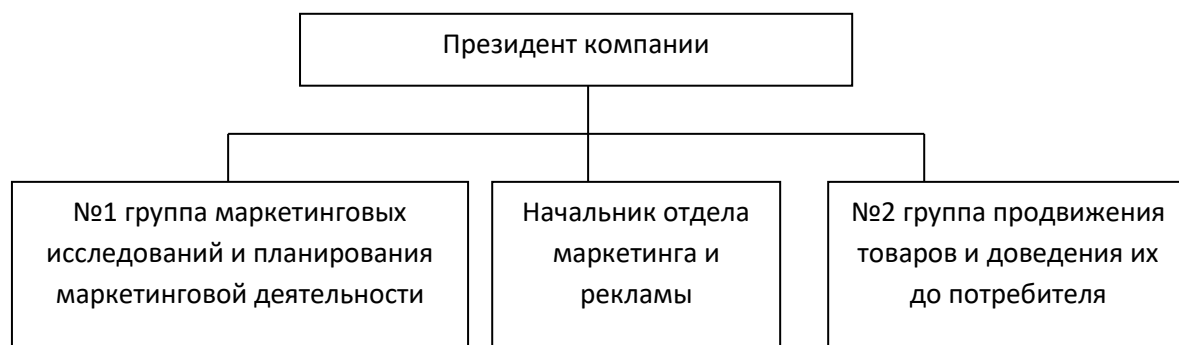 Президент компании
№1 группа маркетинговых
исследований и планирования
маркетинговой деятельности
Начальник отдела
маркетинга и
рекламы
№2 группа продвижения
товаров и доведения их
до потребителя